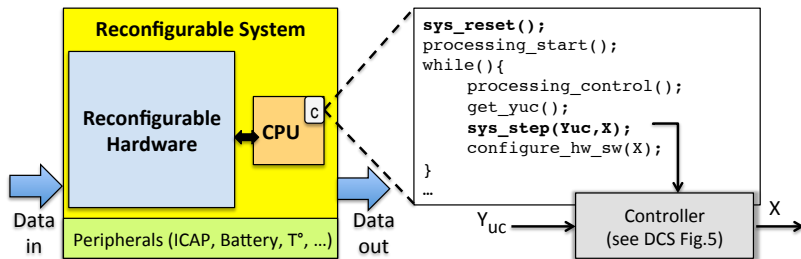 Reconfigurable System
Reconfigurable
Hardware
CPU
C
Data
in
Data
out
Peripherals (ICAP, Battery, T°, ...)
sys_reset();
processing_start();
while(){
processing_control();
get_yuc();
sys_step(Yuc,X);
configure_hw_sw(X);
}
…
Yuc
Controller
(see DCS Fig.5)
X